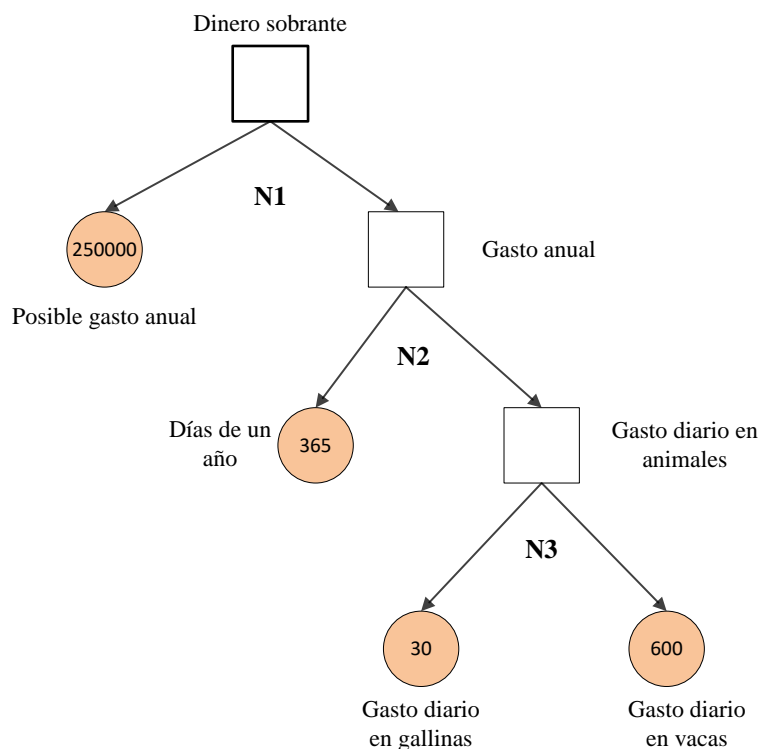 Dinero sobrante
N1
250000
Gasto anual
Posible gasto anual
N2
Días de un
año
365
Gasto diario en
animales
N3
30
600
Gasto diario
en gallinas
Gasto diario
en vacas